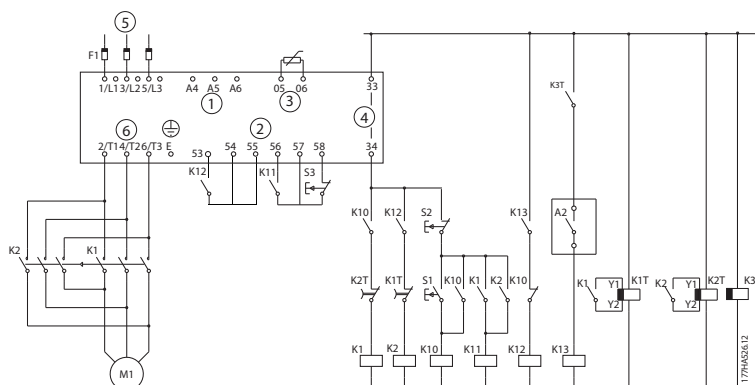 5
F1
1/L1 3/L2 5/L3 A4 A5 A6 05 06 33
1 3
6 2 4
2/T1 4/T2 6/T3 E 53 54 55 56 57 58 34
K12 K11 S3
K3T
K10 K12 S2 K13 A2
K2 K1
K2T K1T S1 K10 K1 K2 K10 K1 Y1 K1T K2 Y1 K2T K3
Y2 Y2
K1 K2 K10 K11 K12 K13
M1
177HA526.12